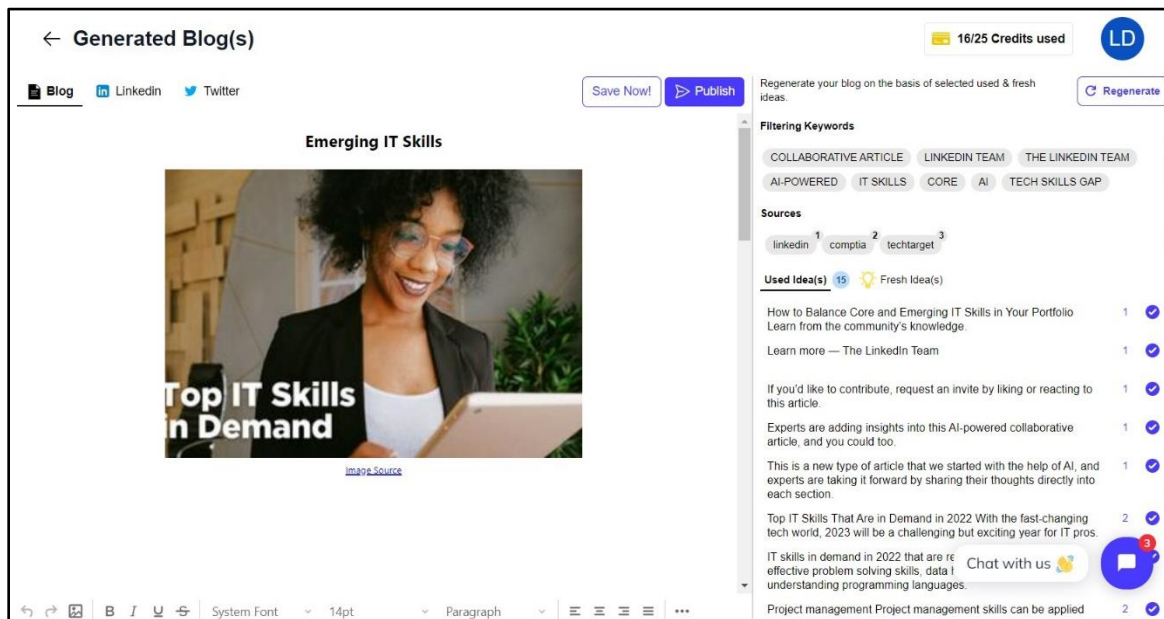 Generated Blog(s)
16/25 Credits used
LD
Blog
Linkedin
Twitter
Save Now!
Publish
Regenerate your blog on the basis of selected used & fresh
ideas.
Regenerate
Emerging IT Skills
Top IT Skills
in Demand
Image Source
Filtering Keywords
COLLABORATIVE ARTICLE
LINKEDIN TEAM
THE LINKEDIN TEAM
AI-POWERED
IT SKILLS
CORE
AI
TECH SKILLS GAP
Sources
linkedin 1
comptia 2
techtarget 3
Used Idea(s) 15
Fresh Idea(s)
How to Balance Core and Emerging IT Skills in Your Portfolio 1
Learn from the community's knowledge.
Learn more — The LinkedIn Team 1
If you'd like to contribute, request an invite by liking or reacting to 1
this article.
Experts are adding insights into this AI-powered collaborative 1
article, and you could too.
This is a new type of article that we started with the help of AI, and 1
experts are taking it forward by sharing their thoughts directly into
each section.
Top IT Skills That Are in Demand in 2022 With the fast-changing 2
tech world, 2023 will be a challenging but exciting year for IT pros.
IT skills in demand in 2022 that are
effective problem solving skills, data
understanding programming languages.
Chat with us 👋
3
Project management Project management skills can be applied 2
B I U S System Font 14pt Paragraph